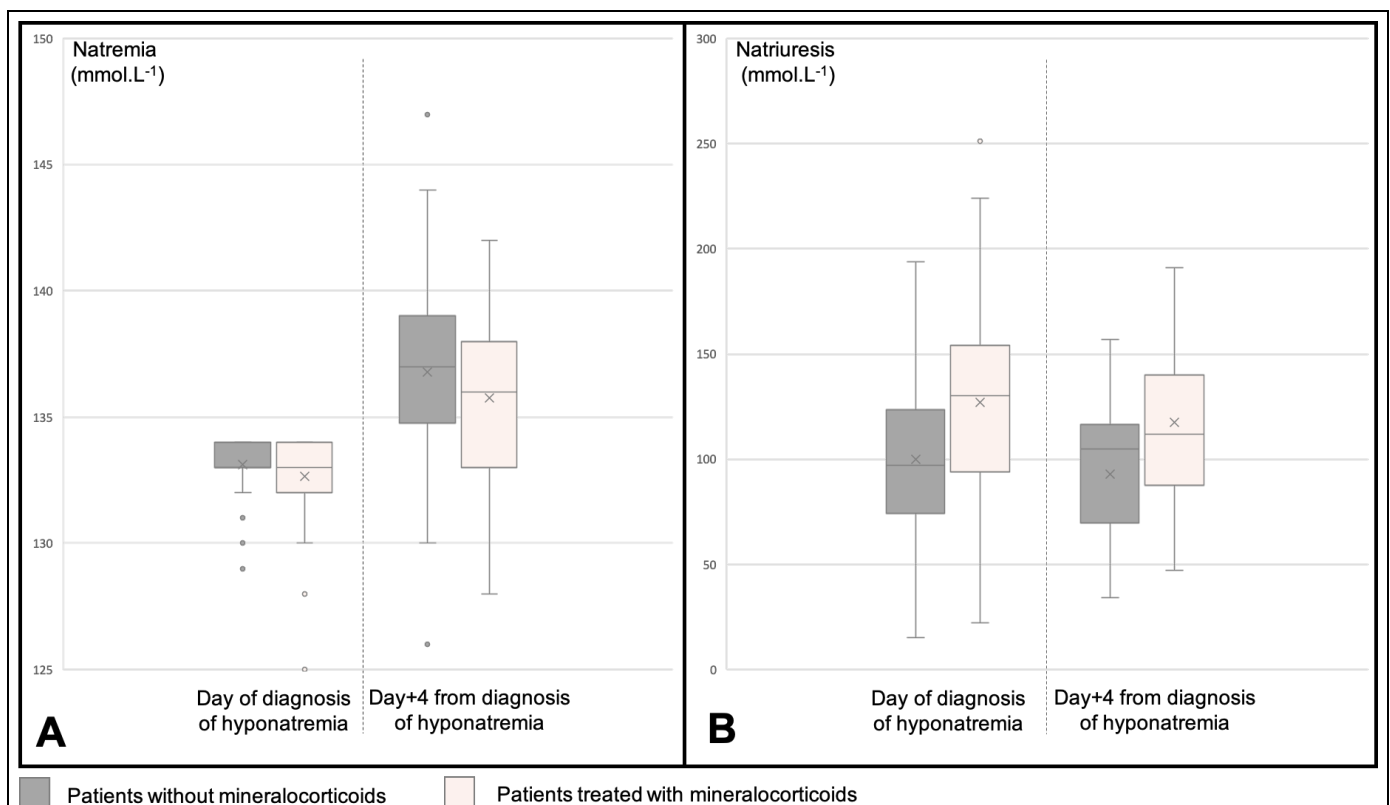 Natremia
(mmol.L-1)
150
145
140
135
130
125
Day of diagnosis
of hyponatremia
Day+4 from diagnosis
of hyponatremia
A
Natriuresis
(mmol.L-1)
300
250
200
150
100
50
0
Day of diagnosis
of hyponatremia
Day+4 from diagnosis
of hyponatremia
B
Patients without mineralocorticoids
Patients treated with mineralocorticoids